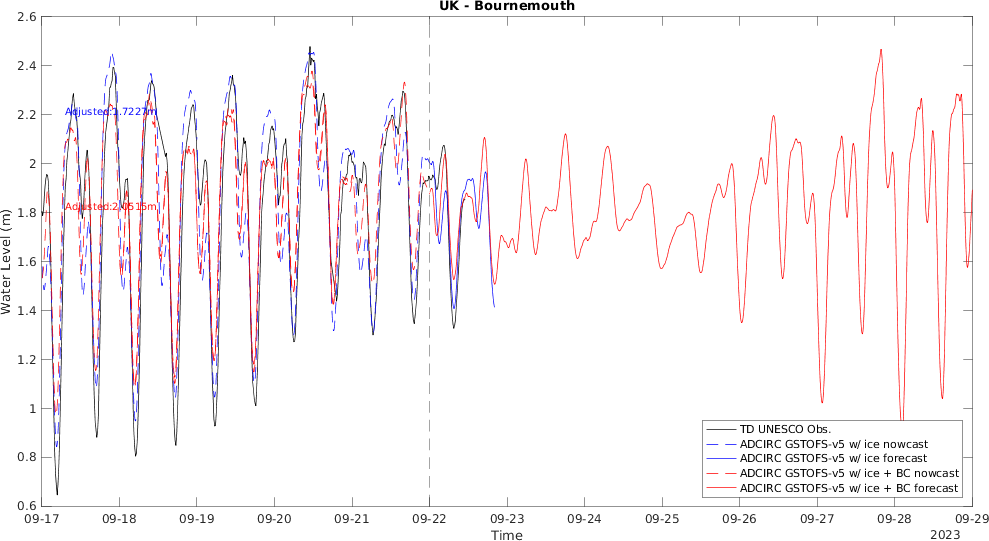 UK - Bournemouth
2.6
2.4
2.2
2
1.8
1.6
1.4
1.2
1
0.8
0.6
Water Level (m)
Adjusted:1.7227m
Adjusted:2.0515m
TD UNESCO Obs.
ADCIRC GSTOFS-v5 w/ ice nowcast
ADCIRC GSTOFS-v5 w/ ice forecast
ADCIRC GSTOFS-v5 w/ ice + BC nowcast
ADCIRC GSTOFS-v5 w/ ice + BC forecast
09-17 09-18 09-19 09-20 09-21 09-22 09-23 09-24 09-25 09-26 09-27 09-28 09-29
Time
2023